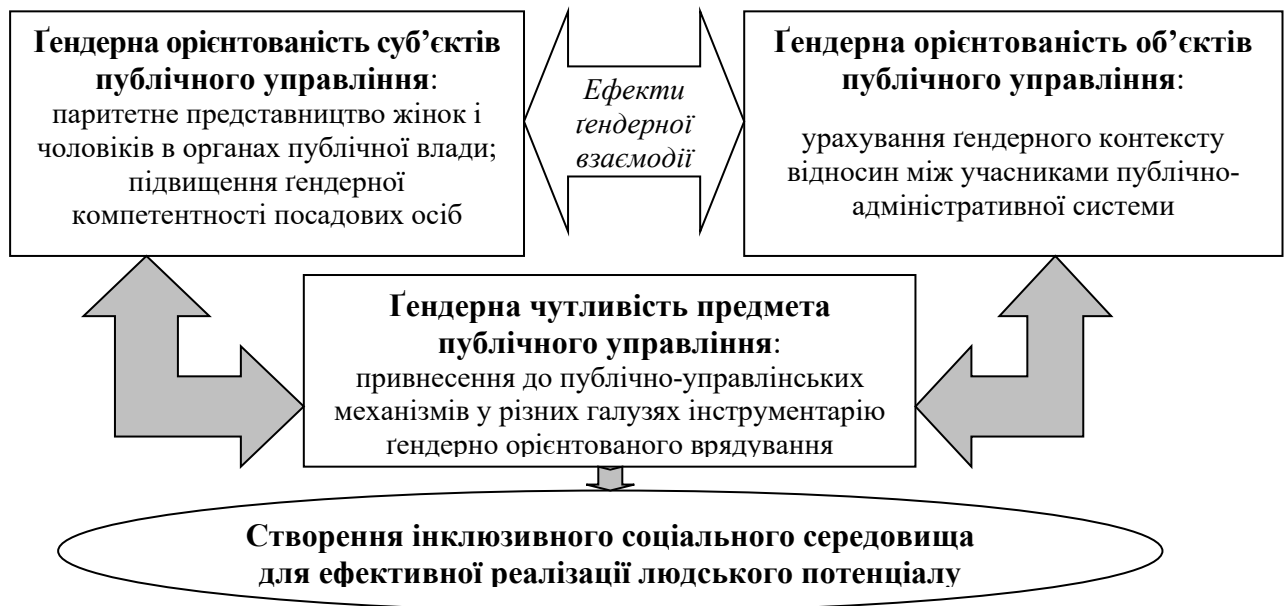 Ґендерна орієнтованість суб’єктів
публічного управління:
паритетне представництво жінок і
чоловіків в органах публічної влади;
підвищення ґендерної
компетентності посадових осіб
Ефекти
ґендерної
взаємодії
Ґендерна орієнтованість об’єктів
публічного управління:
урахування ґендерного контексту
відносин між учасниками публічно-
адміністративної системи
Ґендерна чутливість предмета
публічного управління:
привнесення до публічно-управлінських
механізмів у різних галузях інструментарію
ґендерно орієнтованого врядування
Створення інклюзивного соціального середовища
для ефективної реалізації людського потенціалу